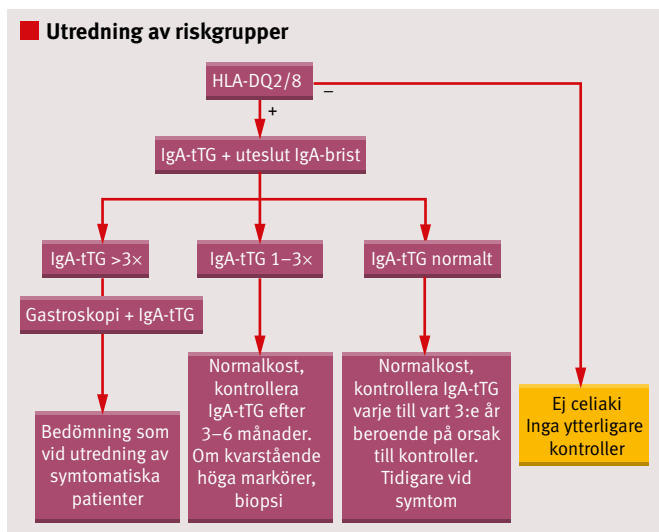 Utredning av riskgrupper
HLA-DQ2/8
–
+
IgA-tTG + uteslut IgA-brist
IgA-tTG >3×
IgA-tTG 1–3×
IgA-tTG normalt
Gastroskopi + IgA-tTG
Bedömning som
vid utredning av
symtomatiska
patienter
Normalkost,
kontrollera
IgA-tTG efter
3–6 månader.
Om kvarstående
höga markörer,
biopsi
Normalkost,
kontrollera IgA-tTG
varje till vart 3:e år
beroende på orsak
till kontroller.
Tidigare vid
symtom
Ej celiaki
Inga ytterligare
kontroller